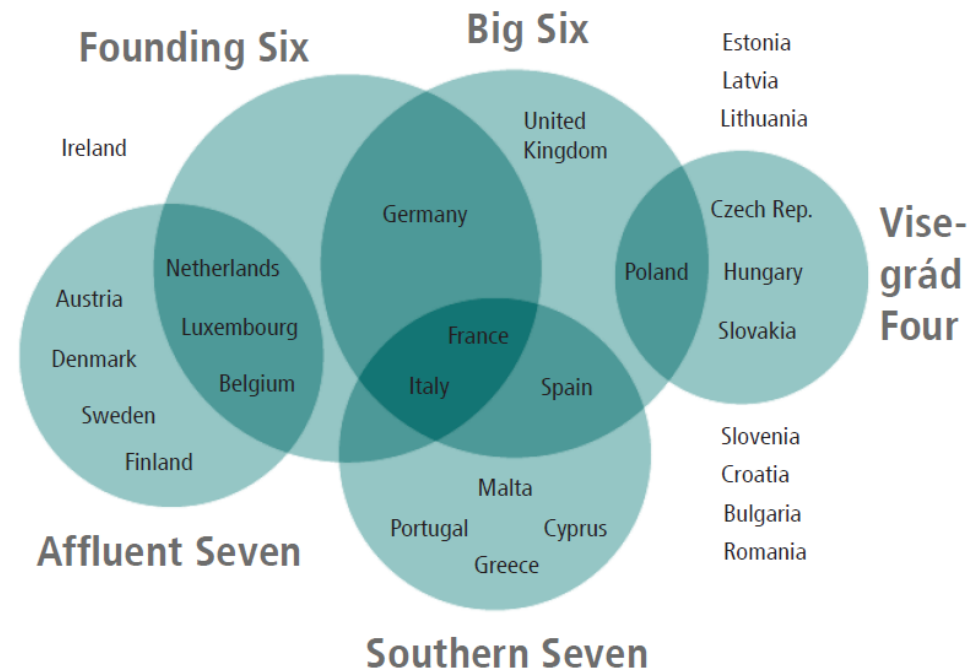 Founding Six
Big Six
Estonia
Latvia
Lithuania
Ireland
United
Kingdom
Germany
Czech Rep.
Hungary
Slovakia
Poland
Vise-
grád
Four
Netherlands
Luxembourg
Belgium
Austria
Denmark
Sweden
Finland
France
Italy
Spain
Malta
Portugal
Cyprus
Greece
Slovenia
Croatia
Bulgaria
Romania
Affluent Seven
Southern Seven